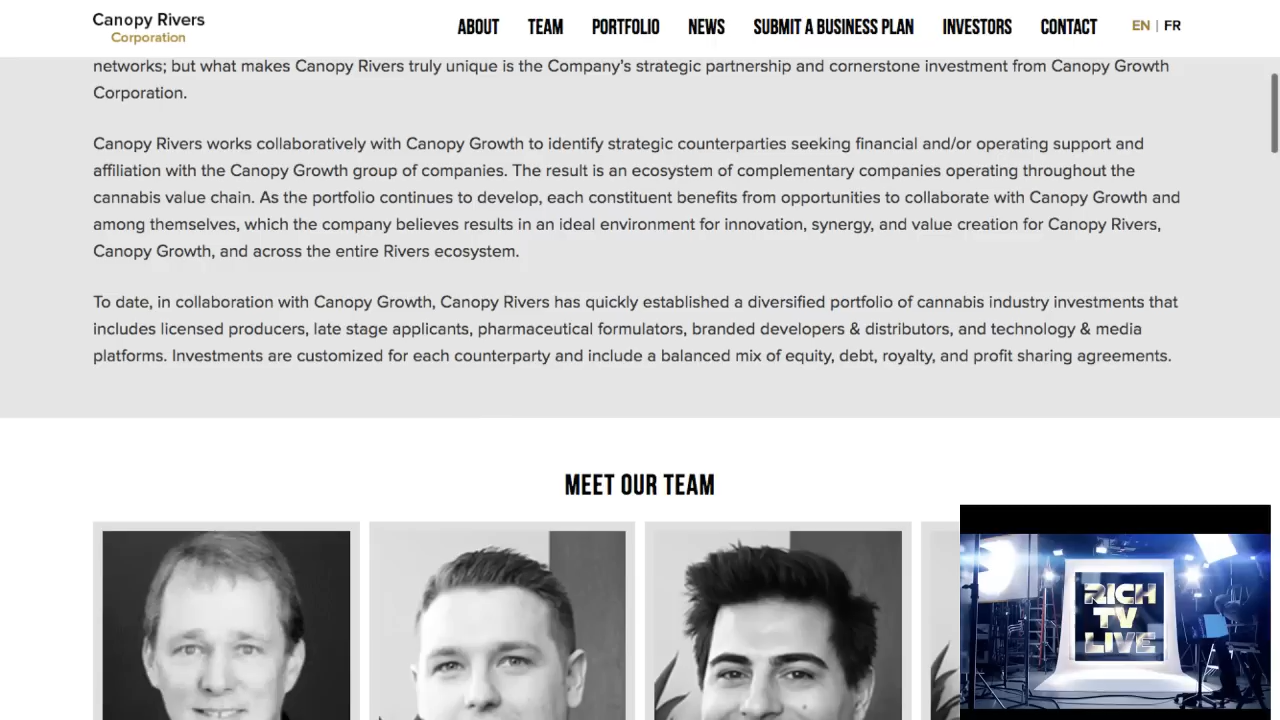 Canopy Rivers
Corporation
ABOUT TEAM PORTFOLIO NEWS SUBMIT A BUSINESS PLAN INVESTORS CONTACT EN | FR
networks; but what makes Canopy Rivers truly unique is the Company's strategic partnership and cornerstone investment from Canopy Growth
Corporation.
Canopy Rivers works collaboratively with Canopy Growth to identify strategic counterparties seeking financial and/or operating support and
affiliation with the Canopy Growth group of companies. The result is an ecosystem of complementary companies operating throughout the
cannabis value chain. As the portfolio continues to develop, each constituent benefits from opportunities to collaborate with Canopy Growth and
among themselves, which the company believes results in an ideal environment for innovation, synergy, and value creation for Canopy Rivers,
Canopy Growth, and across the entire Rivers ecosystem.
To date, in collaboration with Canopy Growth, Canopy Rivers has quickly established a diversified portfolio of cannabis industry investments that
includes licensed producers, late stage applicants, pharmaceutical formulators, branded developers & distributors, and technology & media
platforms. Investments are customized for each counterparty and include a balanced mix of equity, debt, royalty, and profit sharing agreements.
MEET OUR TEAM
RICH
TV
LIVE